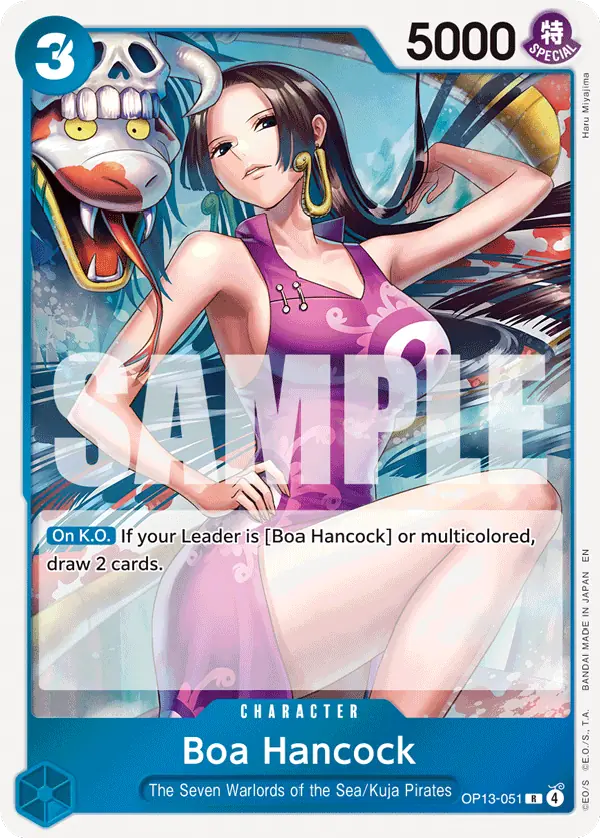 3
5000
特
SPECIAL
Haru Miyajima
SAMPLE
On K.O. If your Leader is [Boa Hancock] or multicolored,
draw 2 cards.
CHARACTER
Boa Hancock
The Seven Warlords of the Sea/Kuja Pirates
OP13-051 R 4
©E.O/S ©E.O./S., T.A. BANDAI MADE IN JAPAN EN